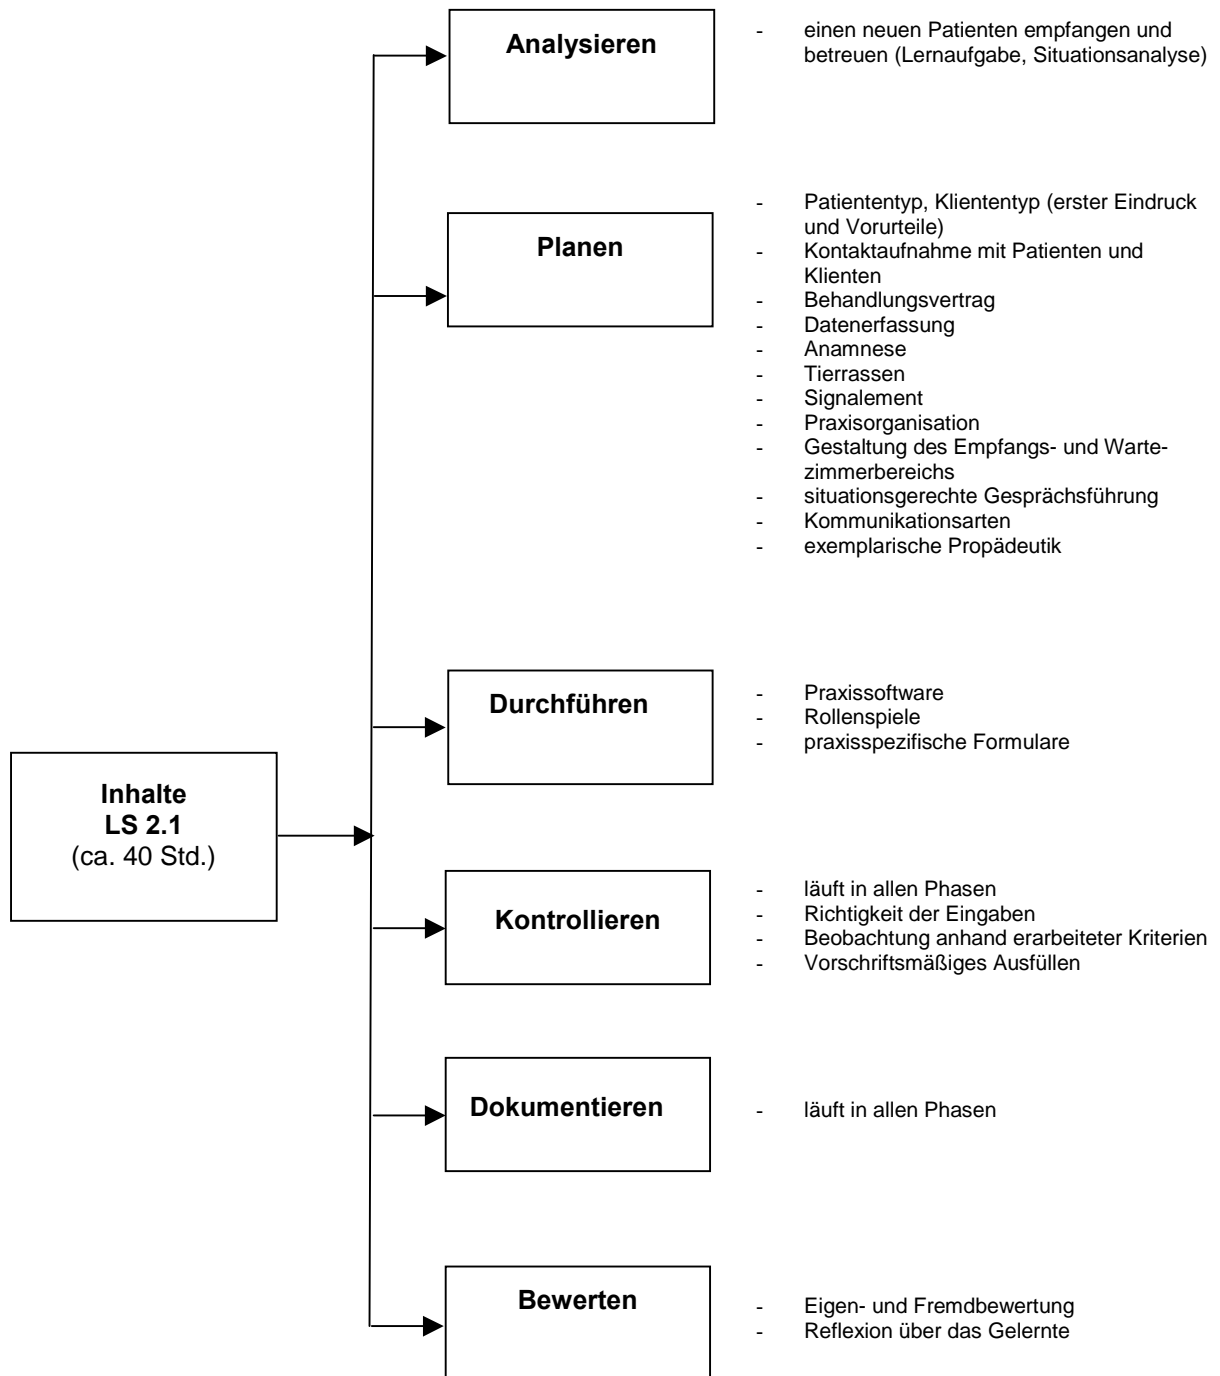 Analysieren
- einen neuen Patienten empfangen und
betreuen (Lernaufgabe, Situationsanalyse)
Planen
- Patiententyp, Kliententyp (erster Eindruck
und Vorurteile)
- Kontaktaufnahme mit Patienten und
Klienten
- Behandlungsvertrag
- Datenerfassung
- Anamnese
- Tierrassen
- Signalement
- Praxisorganisation
- Gestaltung des Empfangs- und Warte-
zimmerbereichs
- situationsgerechte Gesprächsführung
- Kommunikationsarten
- exemplarische Propädeutik
Durchführen
- Praxissoftware
- Rollenspiele
- praxisspezifische Formulare
Inhalte
LS 2.1
(ca. 40 Std.)
Kontrollieren
- läuft in allen Phasen
- Richtigkeit der Eingaben
- Beobachtung anhand erarbeiteter Kriterien
- Vorschriftsmäßiges Ausfüllen
Dokumentieren
- läuft in allen Phasen
Bewerten
- Eigen- und Fremdbewertung
- Reflexion über das Gelernte